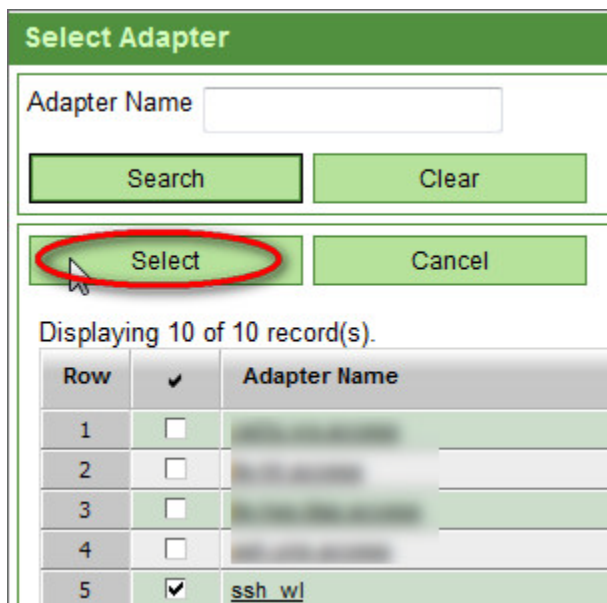 Select Adapter
Adapter Name
Search Clear
Select Cancel
Displaying 10 of 10 record(s).
Row Adapter Name
1
2
3
4
5 ssh_wl